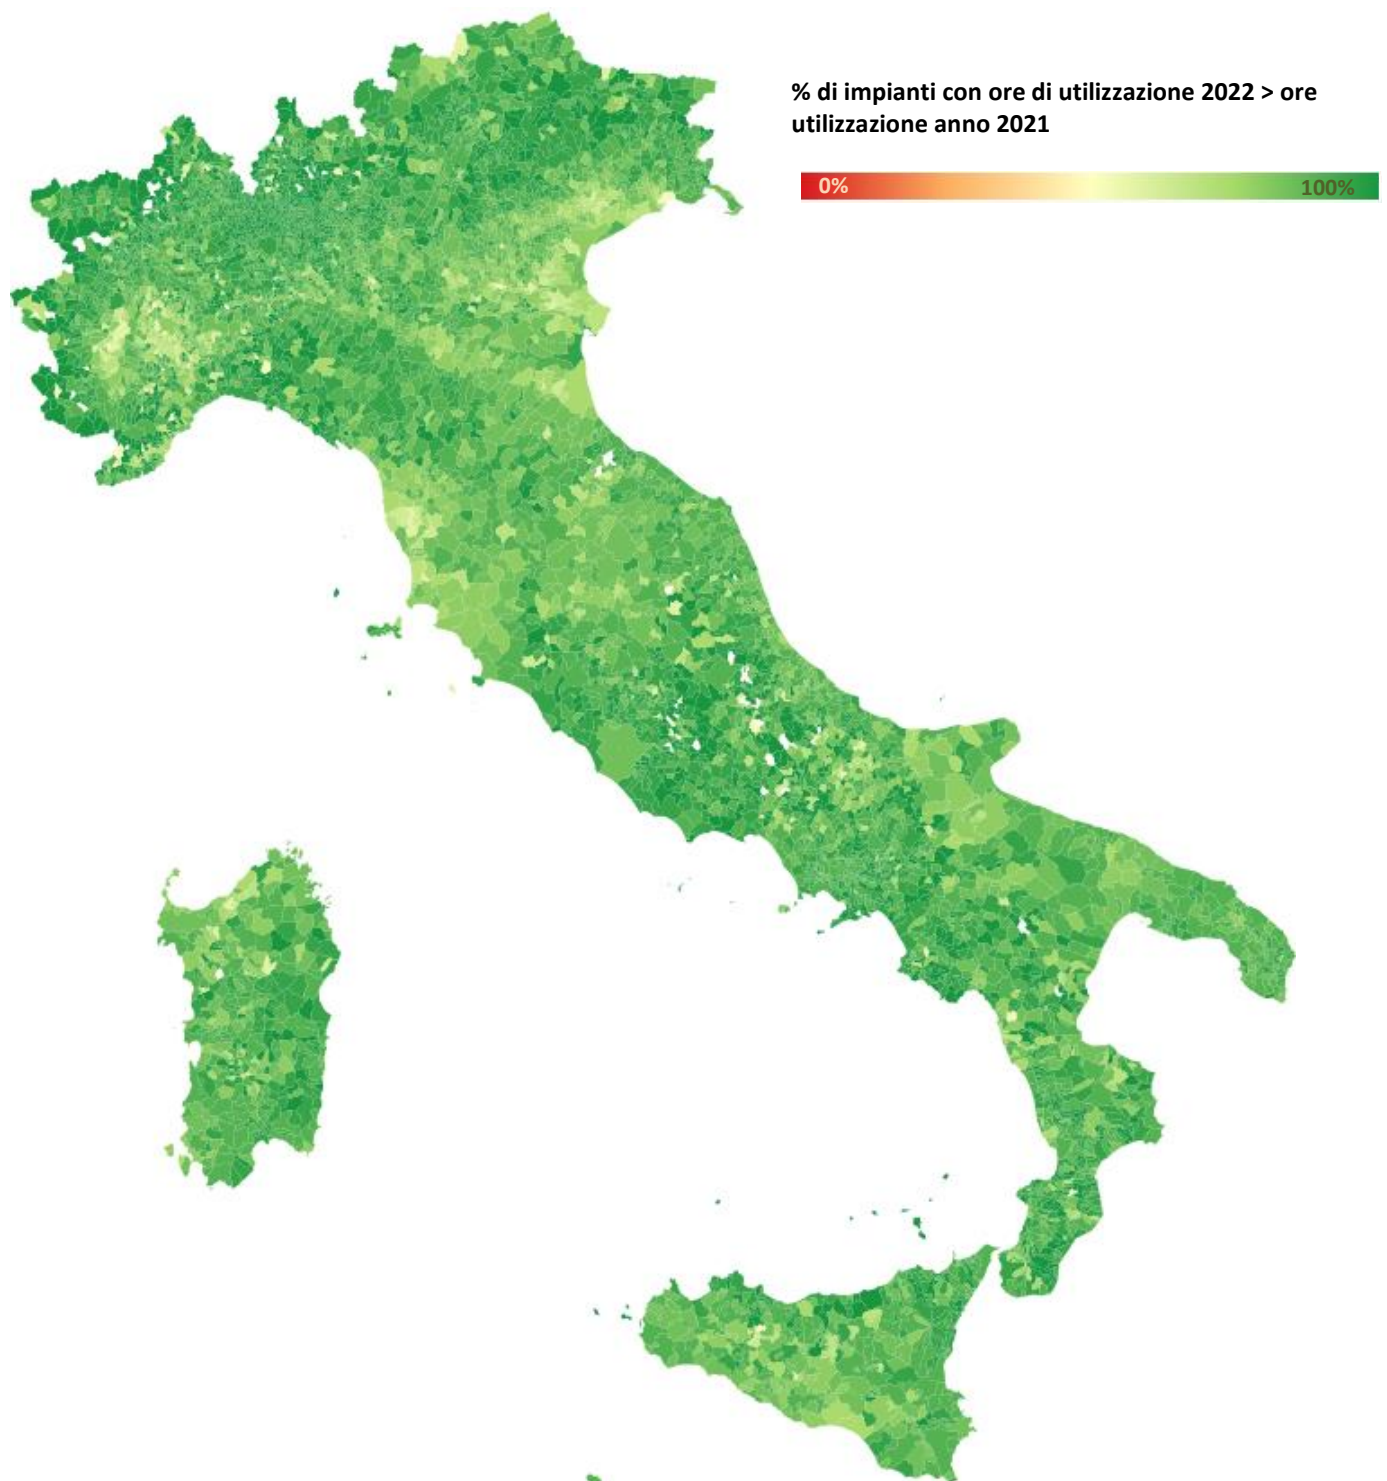 % di impianti con ore di utilizzazione 2022 > ore
utilizzazione anno 2021
0% 100%